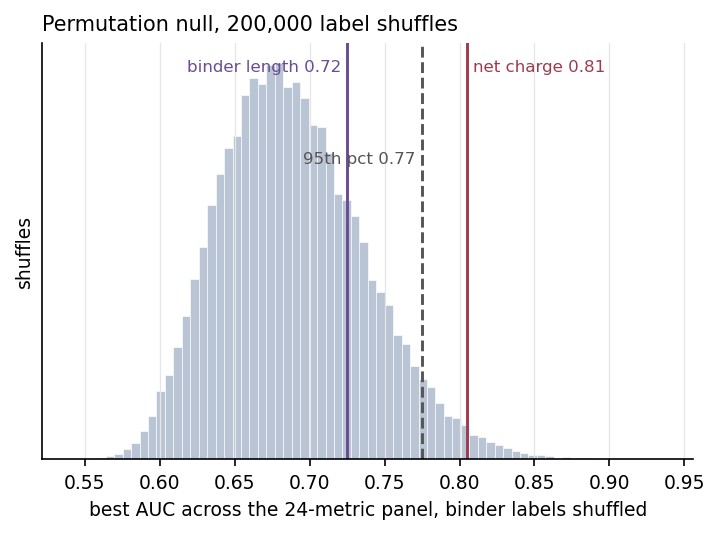 Permutation null, 200,000 label shuffles
binder length 0.72
net charge 0.81
95th pct 0.77
shuffles
0.55 0.60 0.65 0.70 0.75 0.80 0.85 0.90 0.95
best AUC across the 24-metric panel, binder labels shuffled